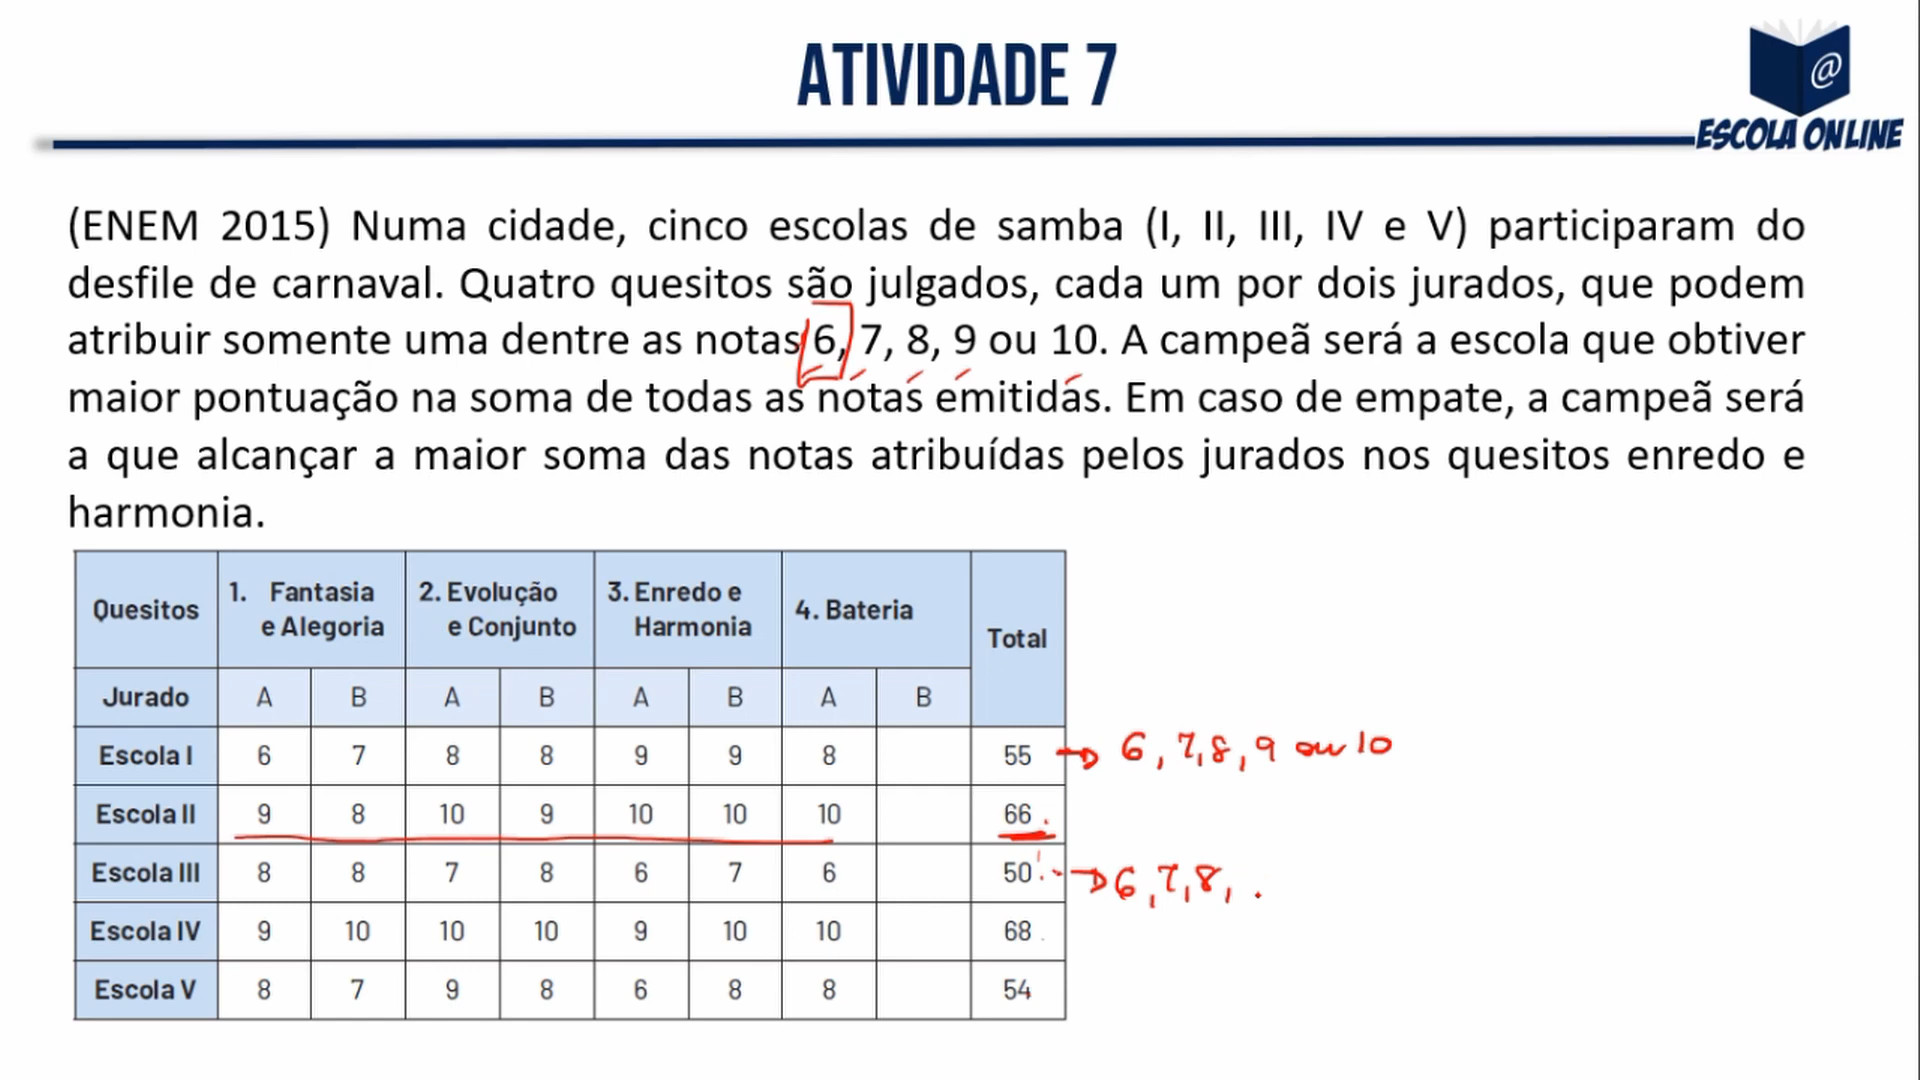 ATIVIDADE 7
@
ESCOLA ONLINE
(ENEM 2015) Numa cidade, cinco escolas de samba (I, II, III, IV e V) participaram do
desfile de carnaval. Quatro quesitos são julgados, cada um por dois jurados, que podem
atribuir somente uma dentre as notas 6, 7, 8, 9 ou 10. A campeã será a escola que obtiver
maior pontuação na soma de todas as notas emitidas. Em caso de empate, a campeã será
a que alcançar a maior soma das notas atribuídas pelos jurados nos quesitos enredo e
harmonia.
Quesitos 1. Fantasia e Alegoria 2. Evolução e Conjunto 3. Enredo e Harmonia 4. Bateria Total
Jurado A B A B A B A B
Escola I 6 7 8 8 9 9 8 55 6, 7, 8, 9 ou 10
Escola II 9 8 10 9 10 10 10 66
Escola III 8 8 7 8 6 7 6 50 6, 7, 8, .
Escola IV 9 10 10 10 9 10 10 68
Escola V 8 7 9 8 6 8 8 54